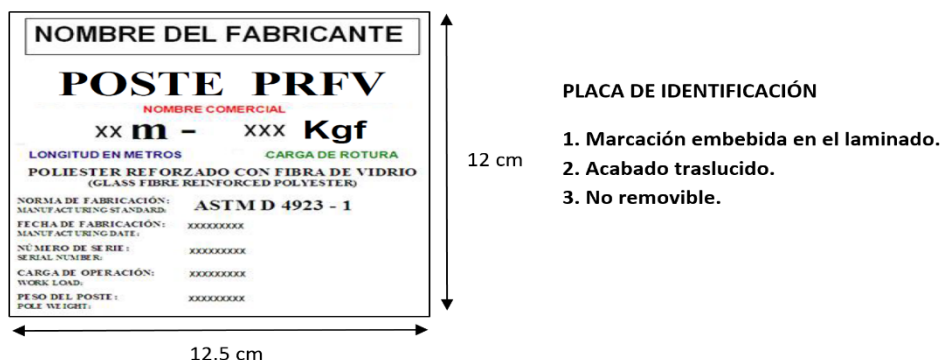 NOMBRE DEL FABRICANTE
POSTE PRFV
NOMBRE COMERCIAL
xx m - xxx Kgf
LONGITUD EN METROS CARGA DE ROTURA
POLIESTER REFORZADO CON FIBRA DE VIDRIO
(GLASS FIBRE REINFORCED POLYESTER)
NORMA DE FABRICACIÓN: ASTM D 4923 - 1
MANUFACTURING STANDARD:
FECHA DE FABRICACIÓN: xxxxxxxxx
MANUFACTURING DATE:
NÚMERO DE SERIE: xxxxxxxxx
SERIAL NUMBER:
CARGA DE OPERACIÓN: xxxxxxxxx
WORK LOAD:
PESO DEL POSTE: xxxxxxxxx
POLE WEIGHT:
12 cm
12.5 cm
PLACA DE IDENTIFICACIÓN
1. Marcación embebida en el laminado.
2. Acabado traslucido.
3. No removible.